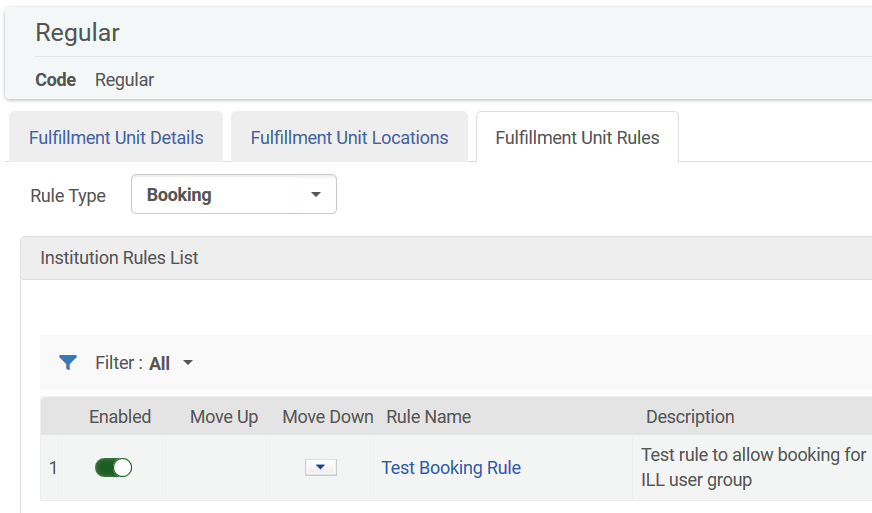 Regular
Code Regular
Fulfillment Unit Details Fulfillment Unit Locations Fulfillment Unit Rules
Rule Type Booking
Institution Rules List
Filter : All
Enabled Move Up Move Down Rule Name Description
1 Test Booking Rule Test rule to allow booking for
ILL user group